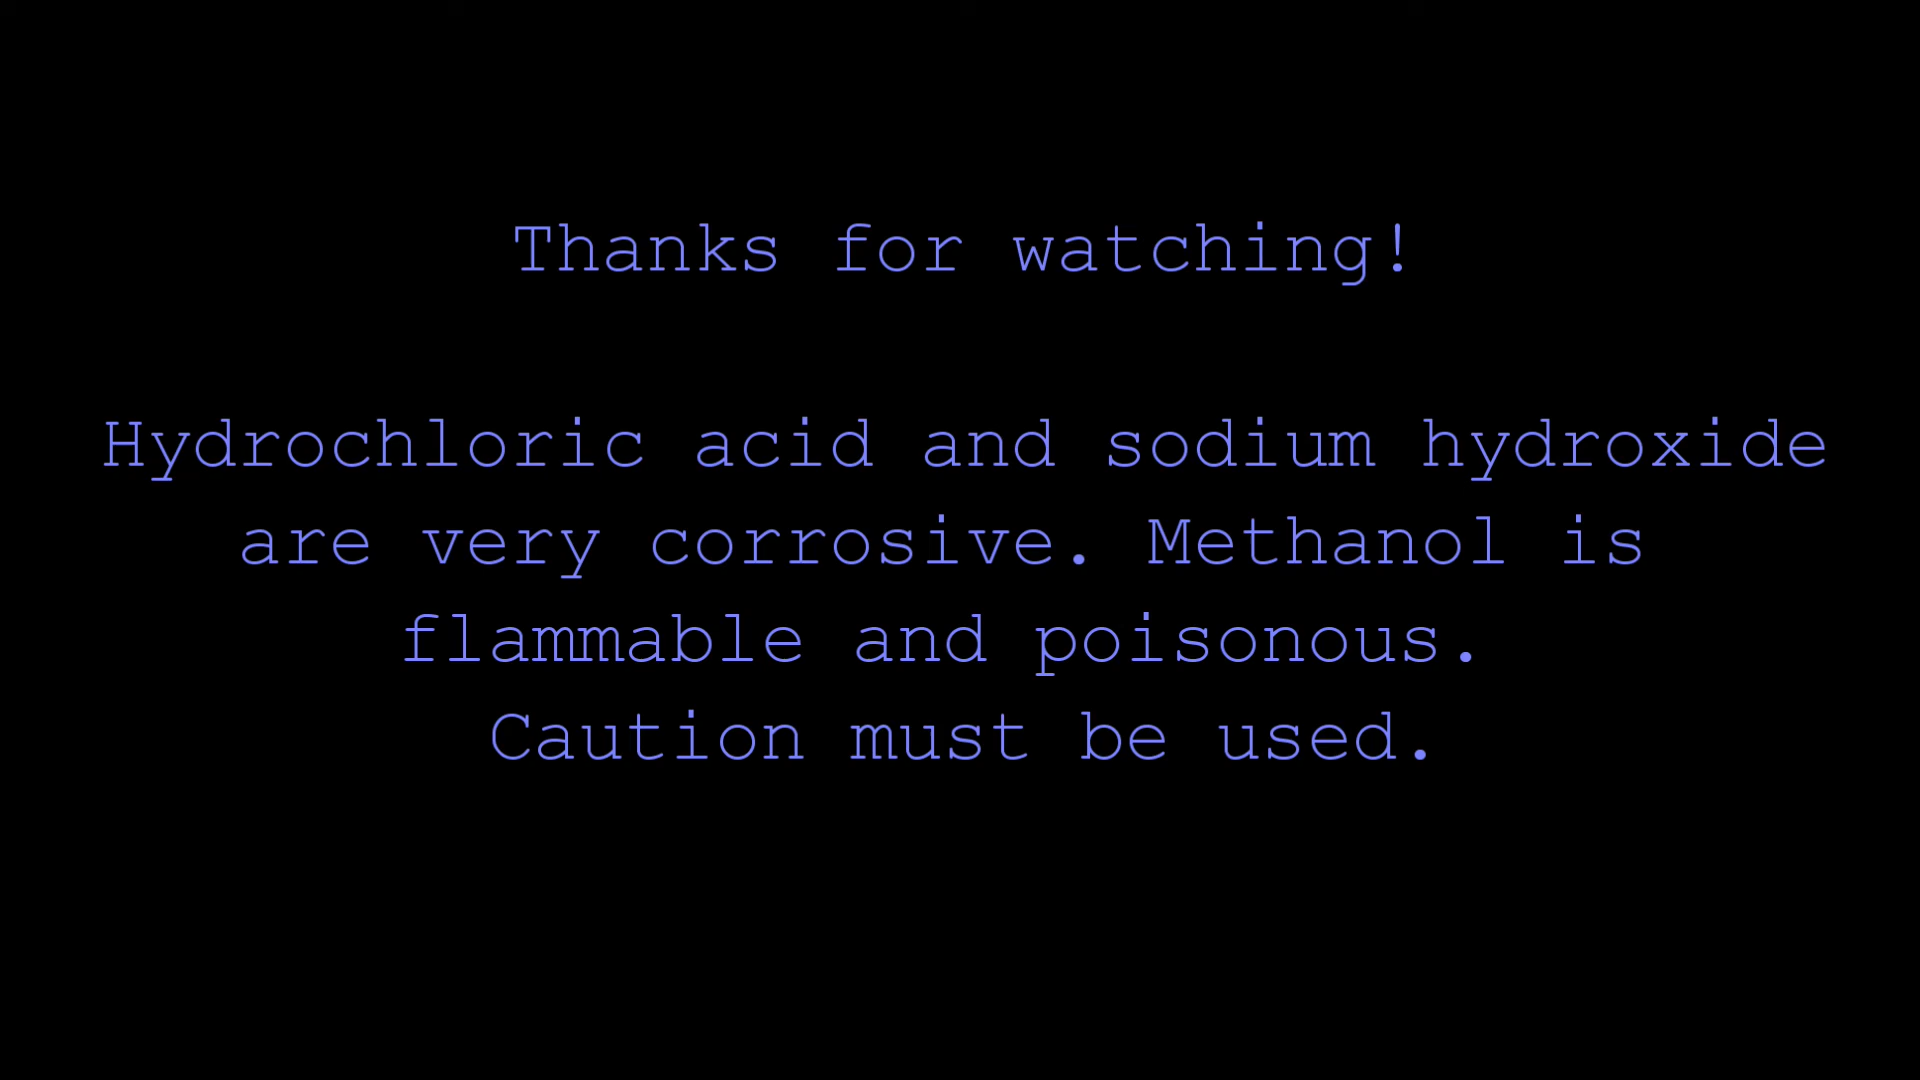 Thanks for watching!
Hydrochloric acid and sodium hydroxide
are very corrosive. Methanol is
flammable and poisonous.
Caution must be used.